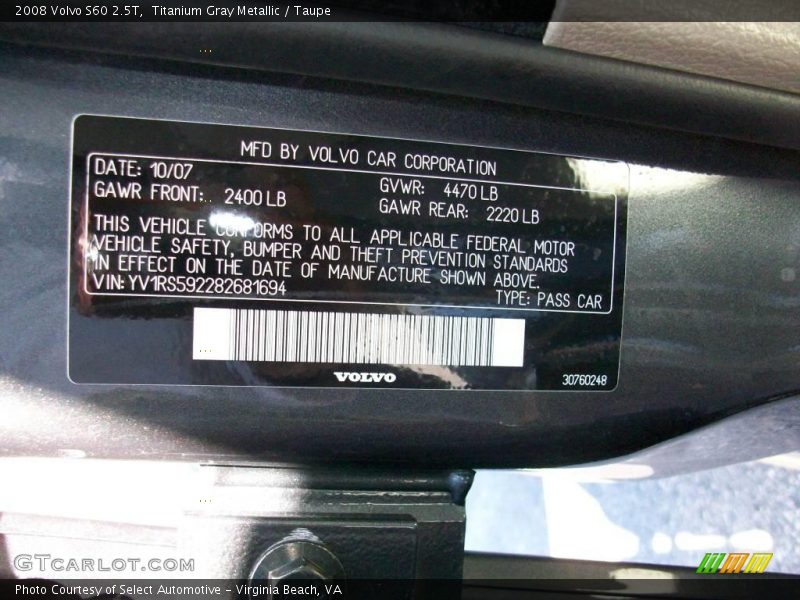 2008 Volvo S60 2.5T,  Titanium Gray Metallic / Taupe
MFD BY VOLVO CAR CORPORATION
DATE: 10/07
GVWR: 4470 LB
GAWR FRONT: 2400 LB
GAWR REAR: 2220 LB
THIS VEHICLE CONFORMS TO ALL APPLICABLE FEDERAL MOTOR
VEHICLE SAFETY, BUMPER AND THEFT PREVENTION STANDARDS
IN EFFECT ON THE DATE OF MANUFACTURE SHOWN ABOVE.
VIN: YV1RS592282681694
TYPE: PASS CAR
VOLVO
30760248
GTCARLOT.COM
Photo Courtesy of Select Automotive - Virginia Beach, VA